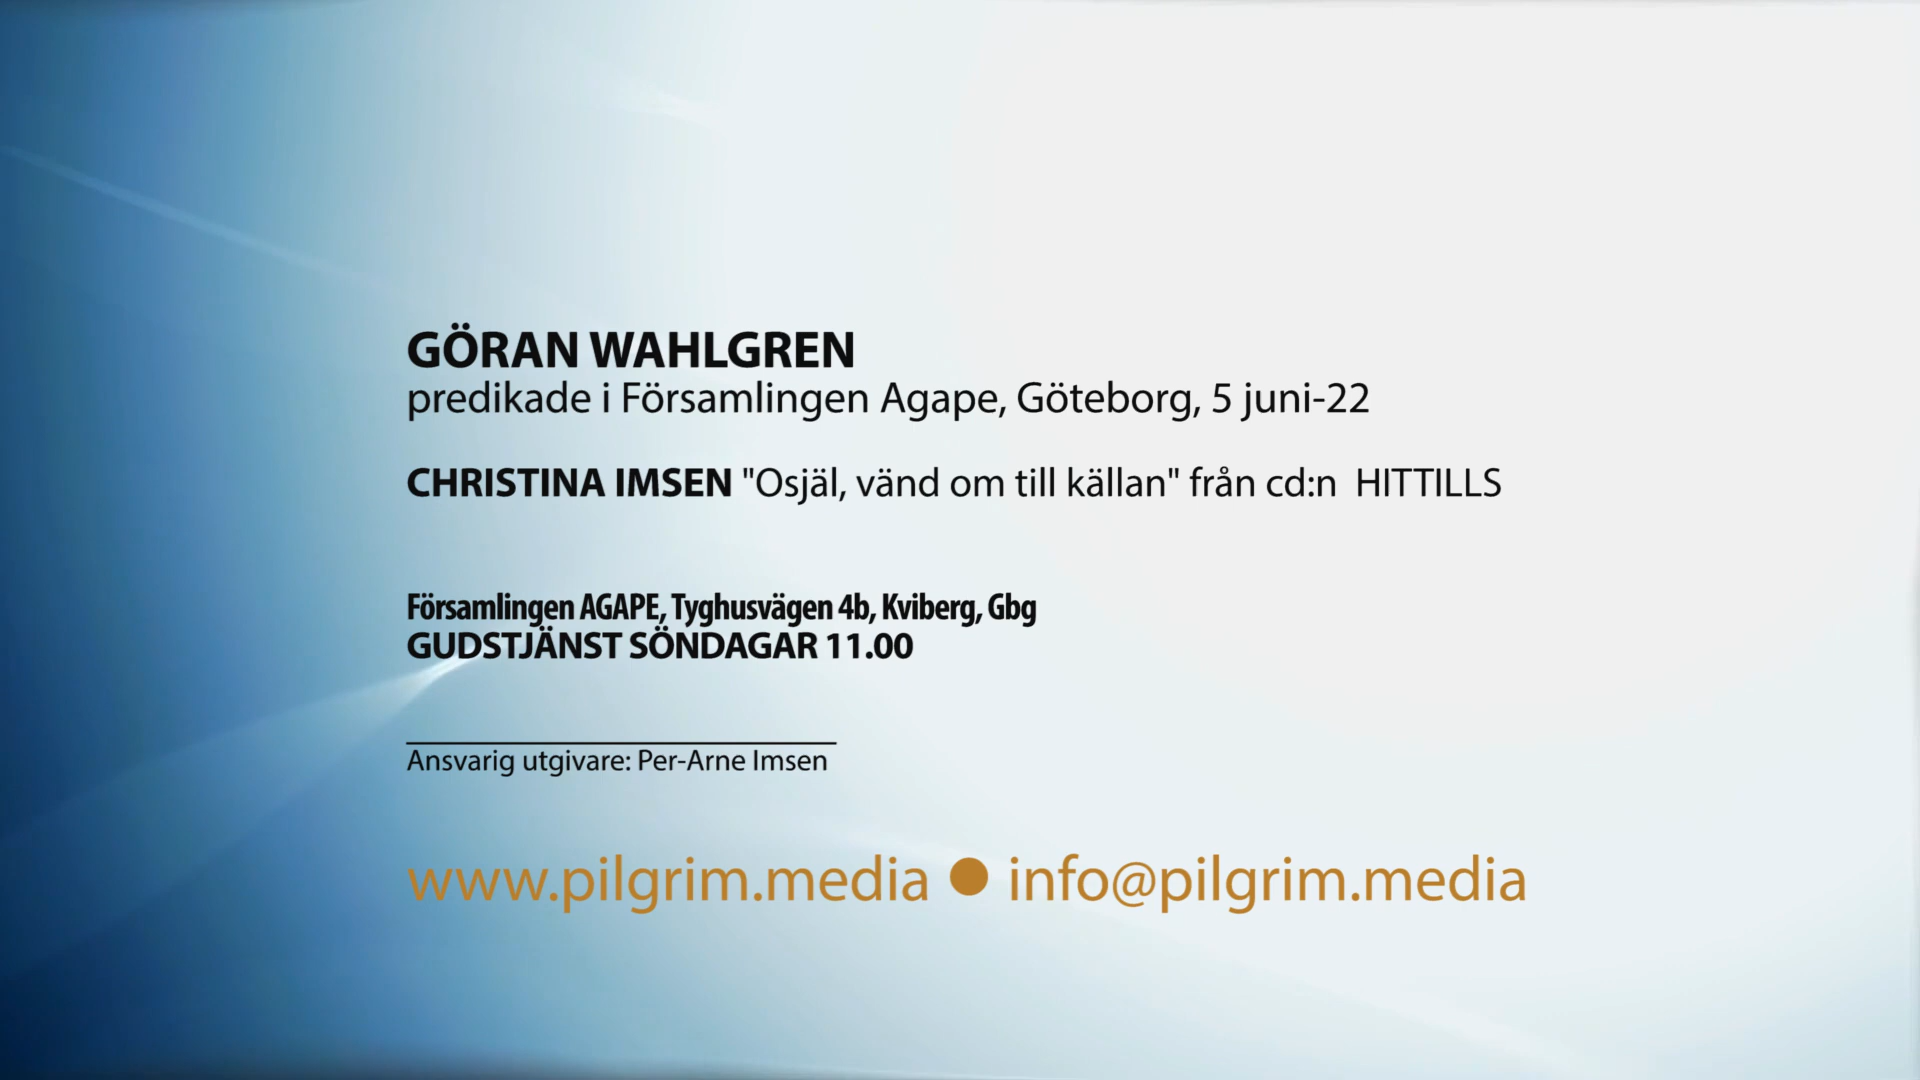 GÖRAN WAHLGREN
predikade i Församlingen Agape, Göteborg, 5 juni-22
CHRISTINA IMSEN "Osjäl, vänd om till källan" från cd:n HITTILLS
Församlingen AGAPE, Tyghusvägen 4b, Kviberg, Gbg
GUDSTJÄNST SÖNDAGAR 11.00
Ansvarig utgivare: Per-Arne Imsen
www.pilgrim.media ● info@pilgrim.media